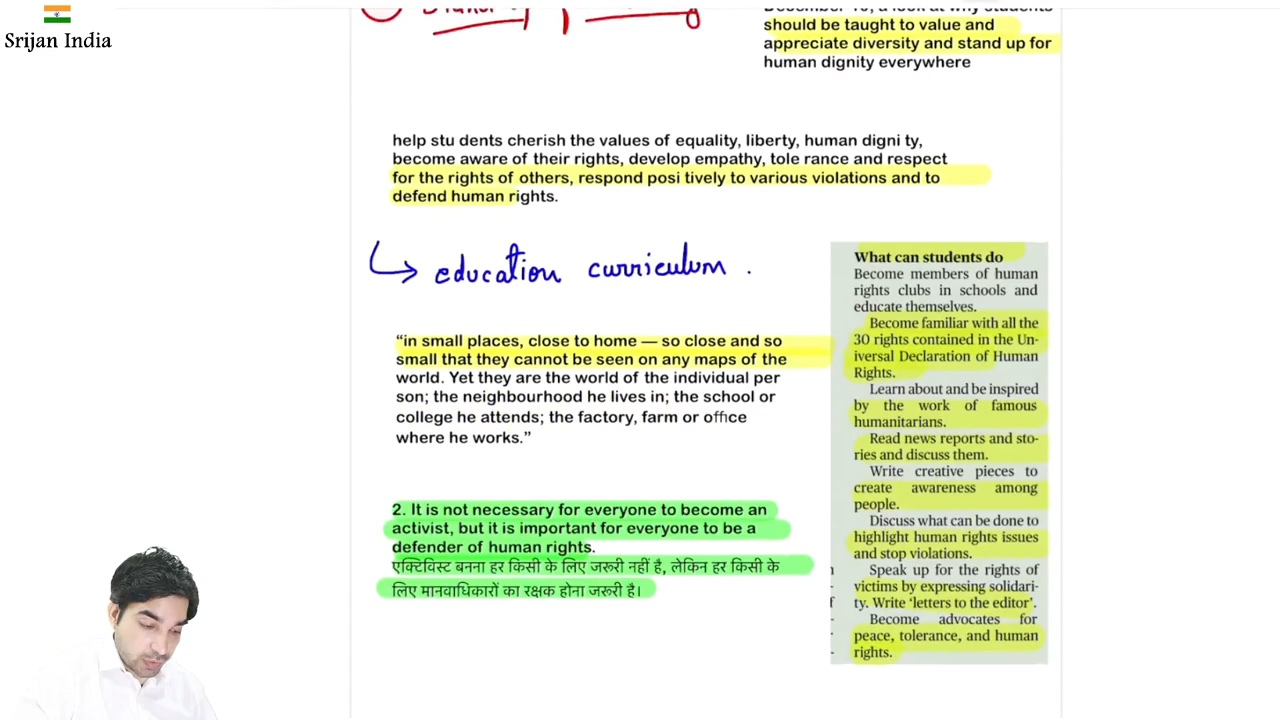 Srijan India
should be taught to value and
appreciate diversity and stand up for
human dignity everywhere
help stu dents cherish the values of equality, liberty, human digni ty,
become aware of their rights, develop empathy, tole rance and respect
for the rights of others, respond posi tively to various violations and to
defend human rights.
education curriculum .
“in small places, close to home — so close and so
small that they cannot be seen on any maps of the
world. Yet they are the world of the individual per
son; the neighbourhood he lives in; the school or
college he attends; the factory, farm or office
where he works.”
2. It is not necessary for everyone to become an
activist, but it is important for everyone to be a
defender of human rights.
एक्टिविस्ट बनना हर किसी के लिए जरूरी नहीं है, लेकिन हर किसी के
लिए मानवाधिकारों का रक्षक होना जरूरी है।
What can students do
Become members of human
rights clubs in schools and
educate themselves.
Become familiar with all the
30 rights contained in the Un-
iversal Declaration of Human
Rights.
Learn about and be inspired
by the work of famous
humanitarians.
Read news reports and sto-
ries and discuss them.
Write creative pieces to
create awareness among
people.
Discuss what can be done to
highlight human rights issues
and stop violations.
Speak up for the rights of
victims by expressing solidari-
ty. Write ‘letters to the editor’.
Become advocates for
peace, tolerance, and human
rights.